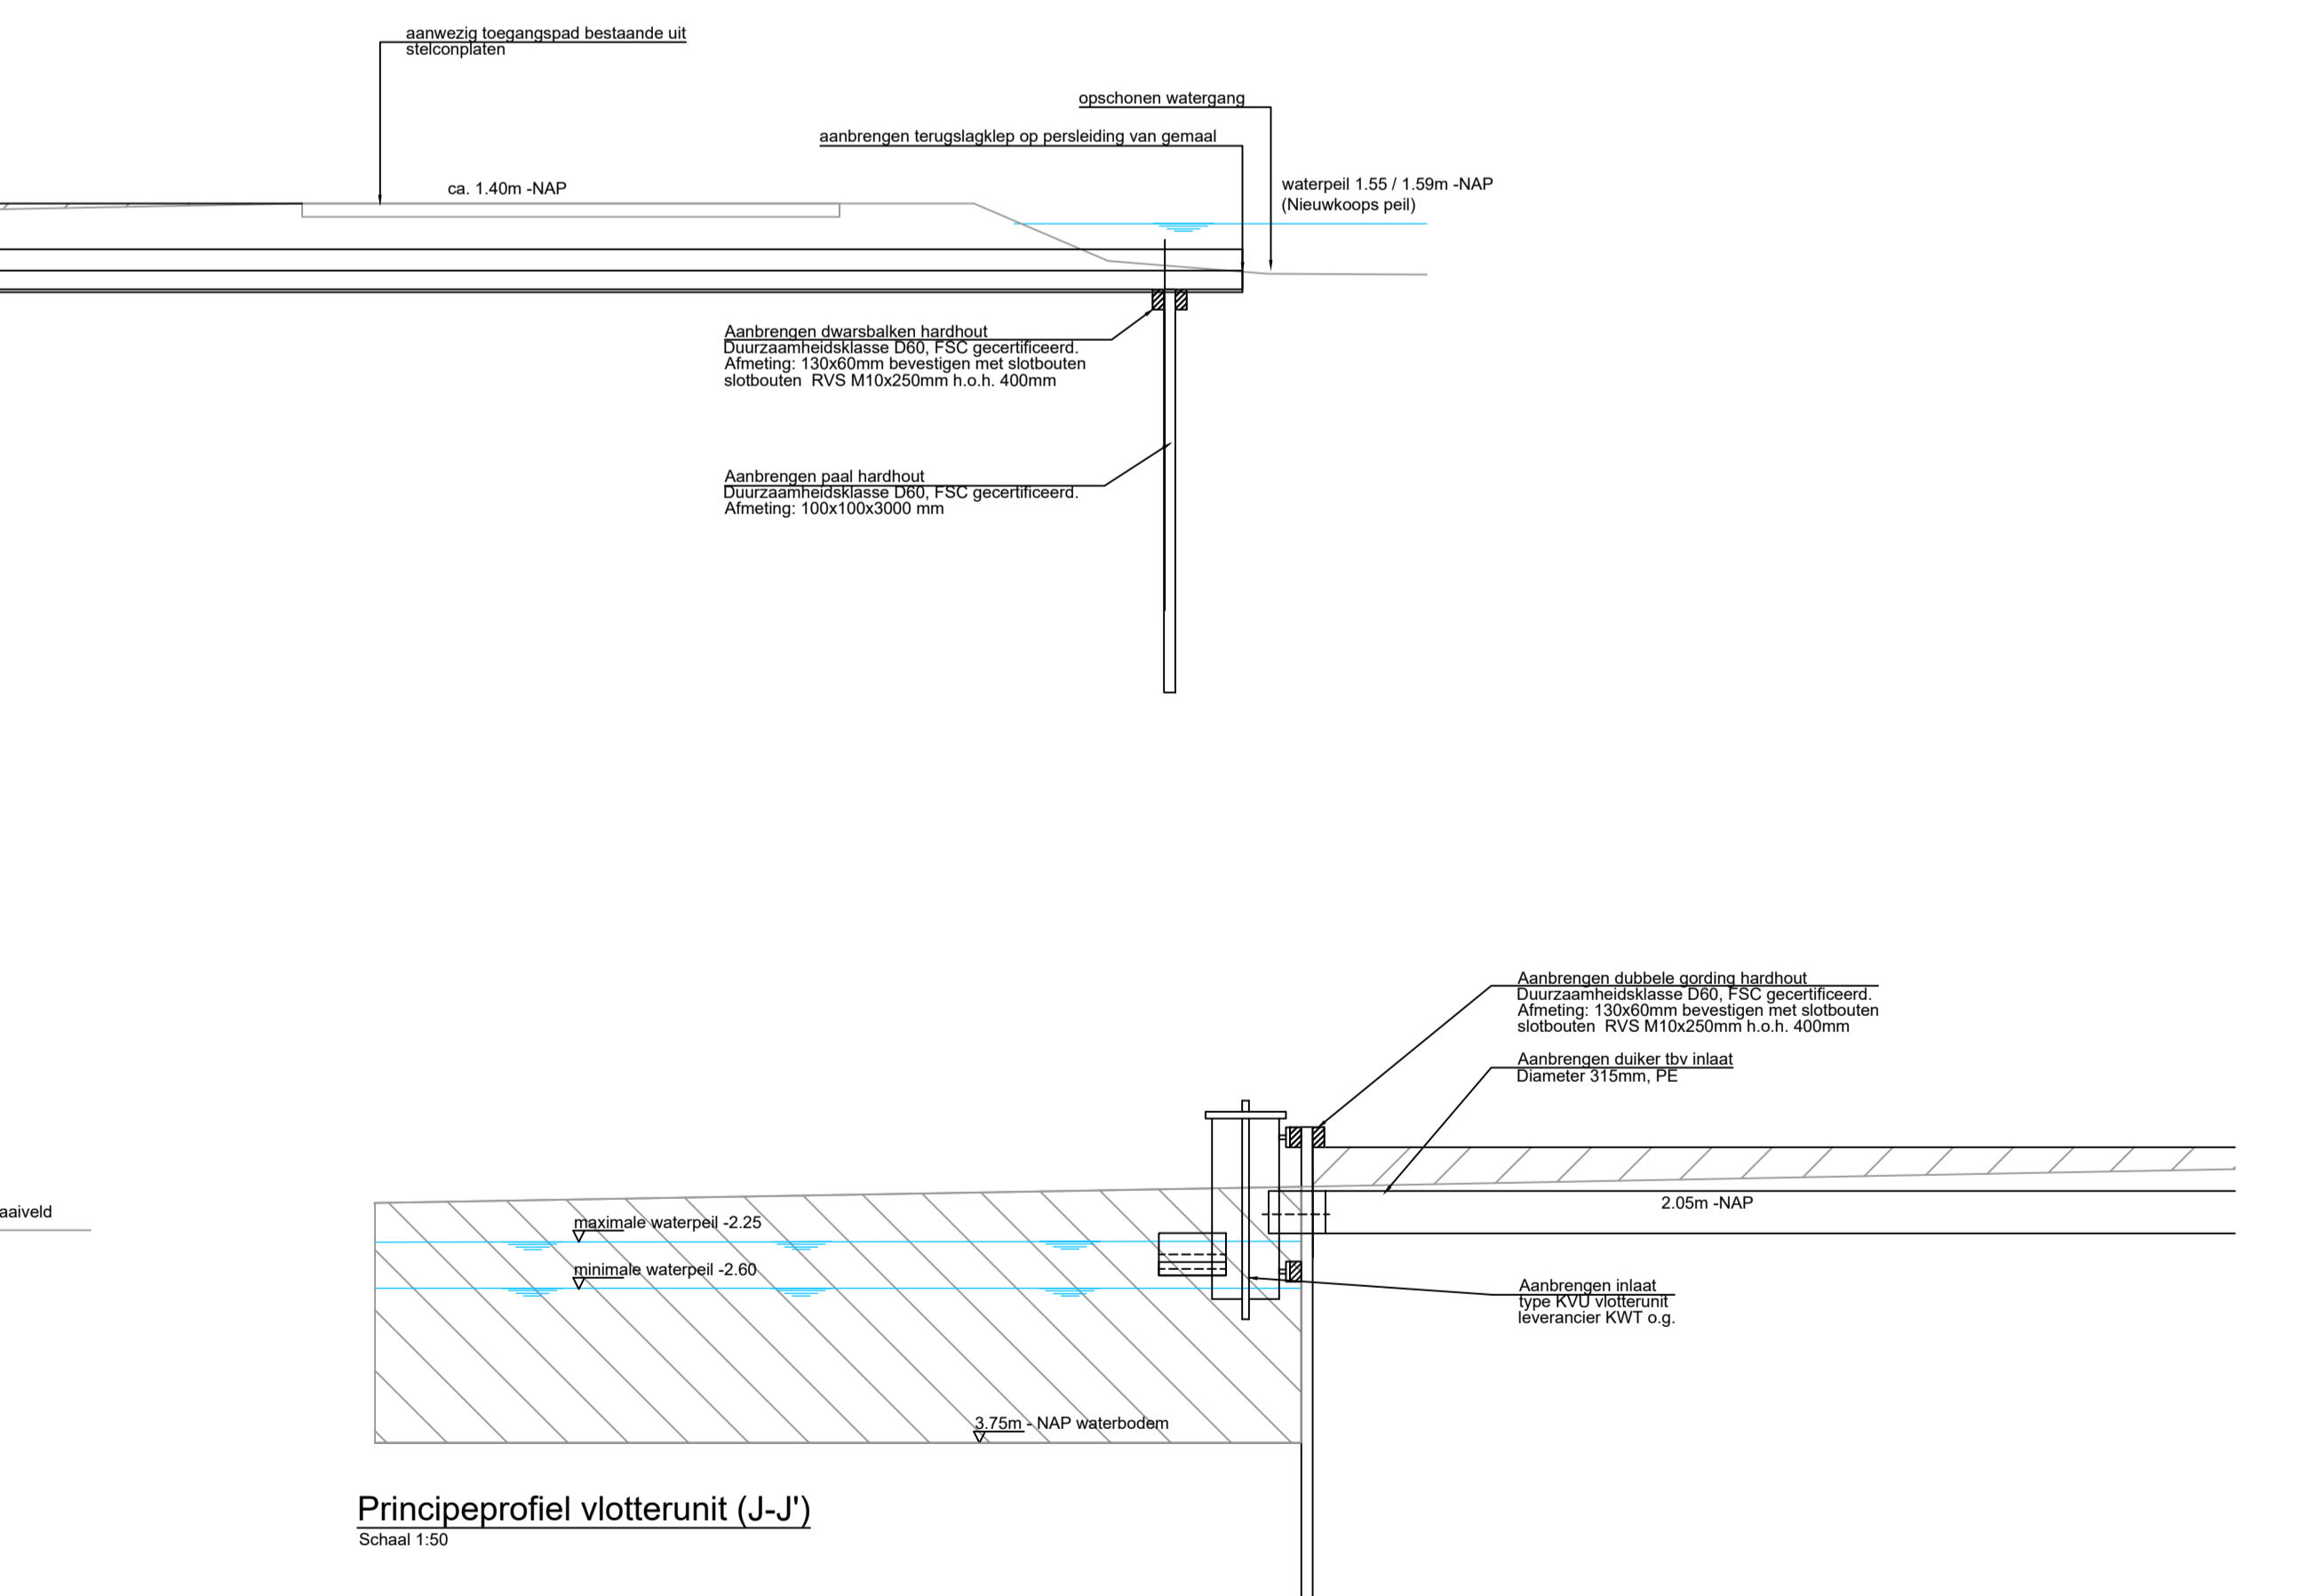 aanwezig toegangspad bestaande uit
stelconplaten
opschonen watergang
aanbrengen terugslagklep op persleiding van gemaal
ca. 1.40m -NAP
waterpeil 1.55 / 1.59m -NAP
(Nieuwkoops peil)
Aanbrengen dwarsbalken hardhout
Duurzaamheidsklasse D60, FSC gecertificeerd.
Afmeting: 130x60mm bevestigen met slotbouten
slotbouten  RVS M10x250mm h.o.h. 400mm
Aanbrengen paal hardhout
Duurzaamheidsklasse D60, FSC gecertificeerd.
Afmeting: 100x100x3000 mm
Aanbrengen dubbele gording hardhout
Duurzaamheidsklasse D60, FSC gecertificeerd.
Afmeting: 130x60mm bevestigen met slotbouten
slotbouten  RVS M10x250mm h.o.h. 400mm
Aanbrengen duiker tbv inlaat
Diameter 315mm, PE
2.05m -NAP
aaiveld
maximale waterpeil -2.25
minimale waterpeil -2.60
Aanbrengen inlaat
type KVU vlotterunit
leverancier KWT o.g.
3.75m - NAP waterbodem
Principeprofiel vlotterunit (J-J')
Schaal 1:50